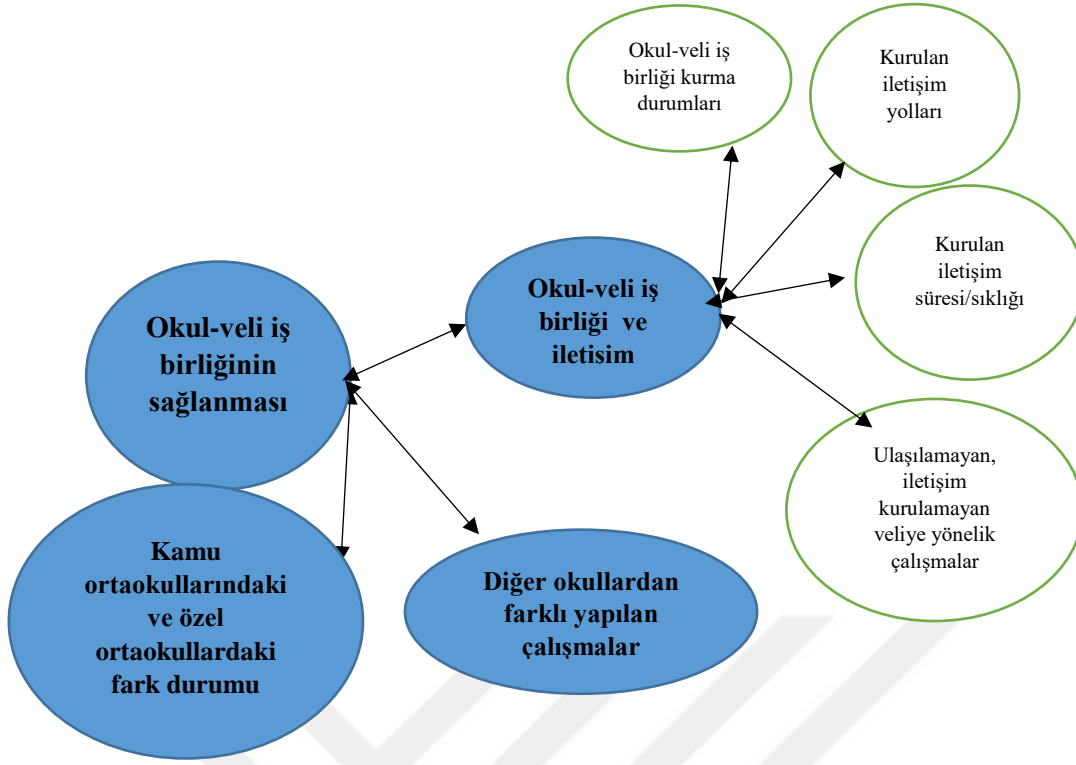 Okul-veli iş
birliği kurma
durumları
Kurulan
iletişim
yolları
Kurulan
iletişim
süresi/sıklığı
Okul-veli iş
birliği ve
iletisim
Okul-veli iş
birliğinin
sağlanması
Ulaşılamayan,
iletişim
kurulamayan
veliye yönelik
çalışmalar
Kamu
ortaokullarındaki
ve özel
ortaokullardaki
fark durumu
Diğer okullardan
farklı yapılan
çalışmalar